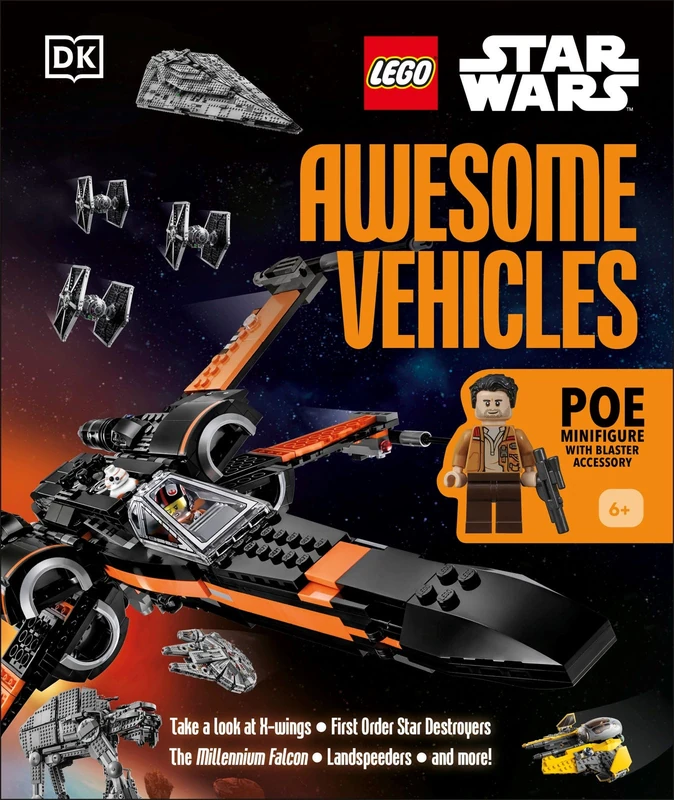 DK
LEGO
STAR
WARS™
AWESOME
VEHICLES
POE
MINIFIGURE
WITH BLASTER
ACCESSORY
6+
Take a look at X-wings ● First Order Star Destroyers
The Millennium Falcon ● Landspeeders ● and more!